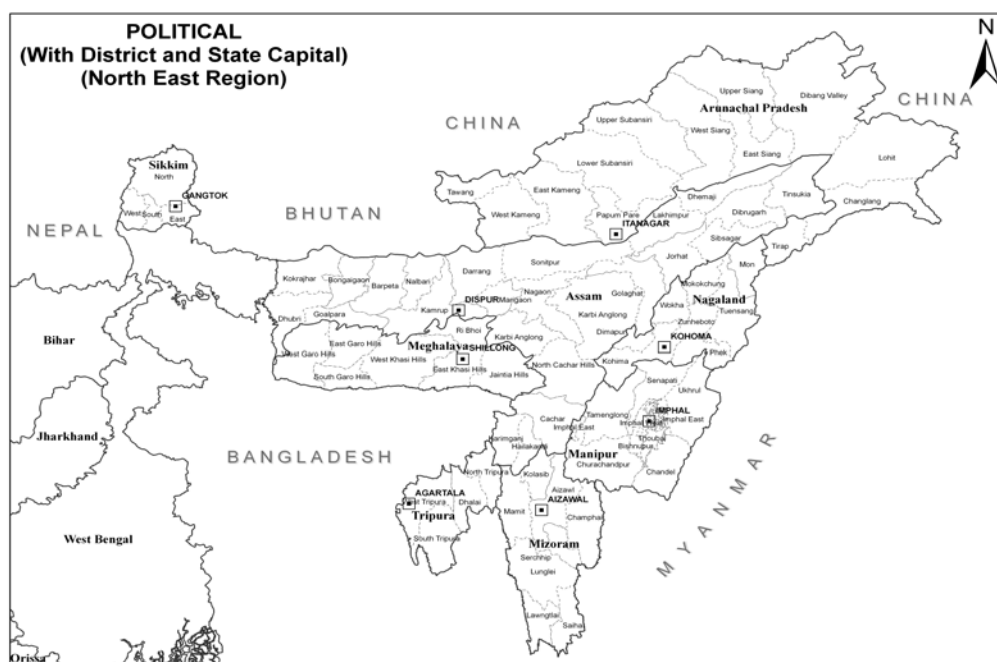 POLITICAL
(With District and State Capital)
(North East Region)
N
CHINA
CHINA
Upper Siang
Dibang Valley
Arunachal Pradesh
Upper Subansiri
West Siang
East Siang
Lohit
Lower Subansiri
Tawang
East Kameng
West Kameng
Papum Pare
ITANAGAR
Lakhimpur
Dhemaji
Tinsukia
Dibrugarh
Changlang
Sibsagar
Tirap
Sikkim
North
GANGTOK
West
South
East
NEPAL
BHUTAN
Kokrajhar
Bongaigaon
Barpeta
Nalbari
Darrang
Sonitpur
Jorhat
Mon
Mokokchung
Nagaon
Marigaon
Assam
Golaghat
Wokha
Nagaland
Tuensang
Zunheboto
Dhubri
Goalpara
Kamrup
DISPUR
Karbi Anglong
Dimapur
KOHOMA
Kohima
Phek
Ri Bhoi
Karbi Anglong
East Garo Hills
Meghalaya
SHILLONG
West Garo Hills
West Khasi Hills
East Khasi Hills
South Garo Hills
Jaintia Hills
North Cachar Hills
Bihar
Senapati
Ukhrul
Cachar
Tamenglong
IMPHAL
Imphal East
Imphal East
Karimganj
Hailakandi
Thoubal
Bishnupur
Manipur
Churachandpur
Chandel
Jharkhand
BANGLADESH
MYANMAR
North Tripura
Kolasib
AGARTALA
West Tripura
Dhalai
Tripura
South Tripura
Aizawl
AIZAWAL
Mamit
Champhai
Mizoram
Serchhip
Lunglei
Lawngtlai
Saiha
West Bengal
Orissa